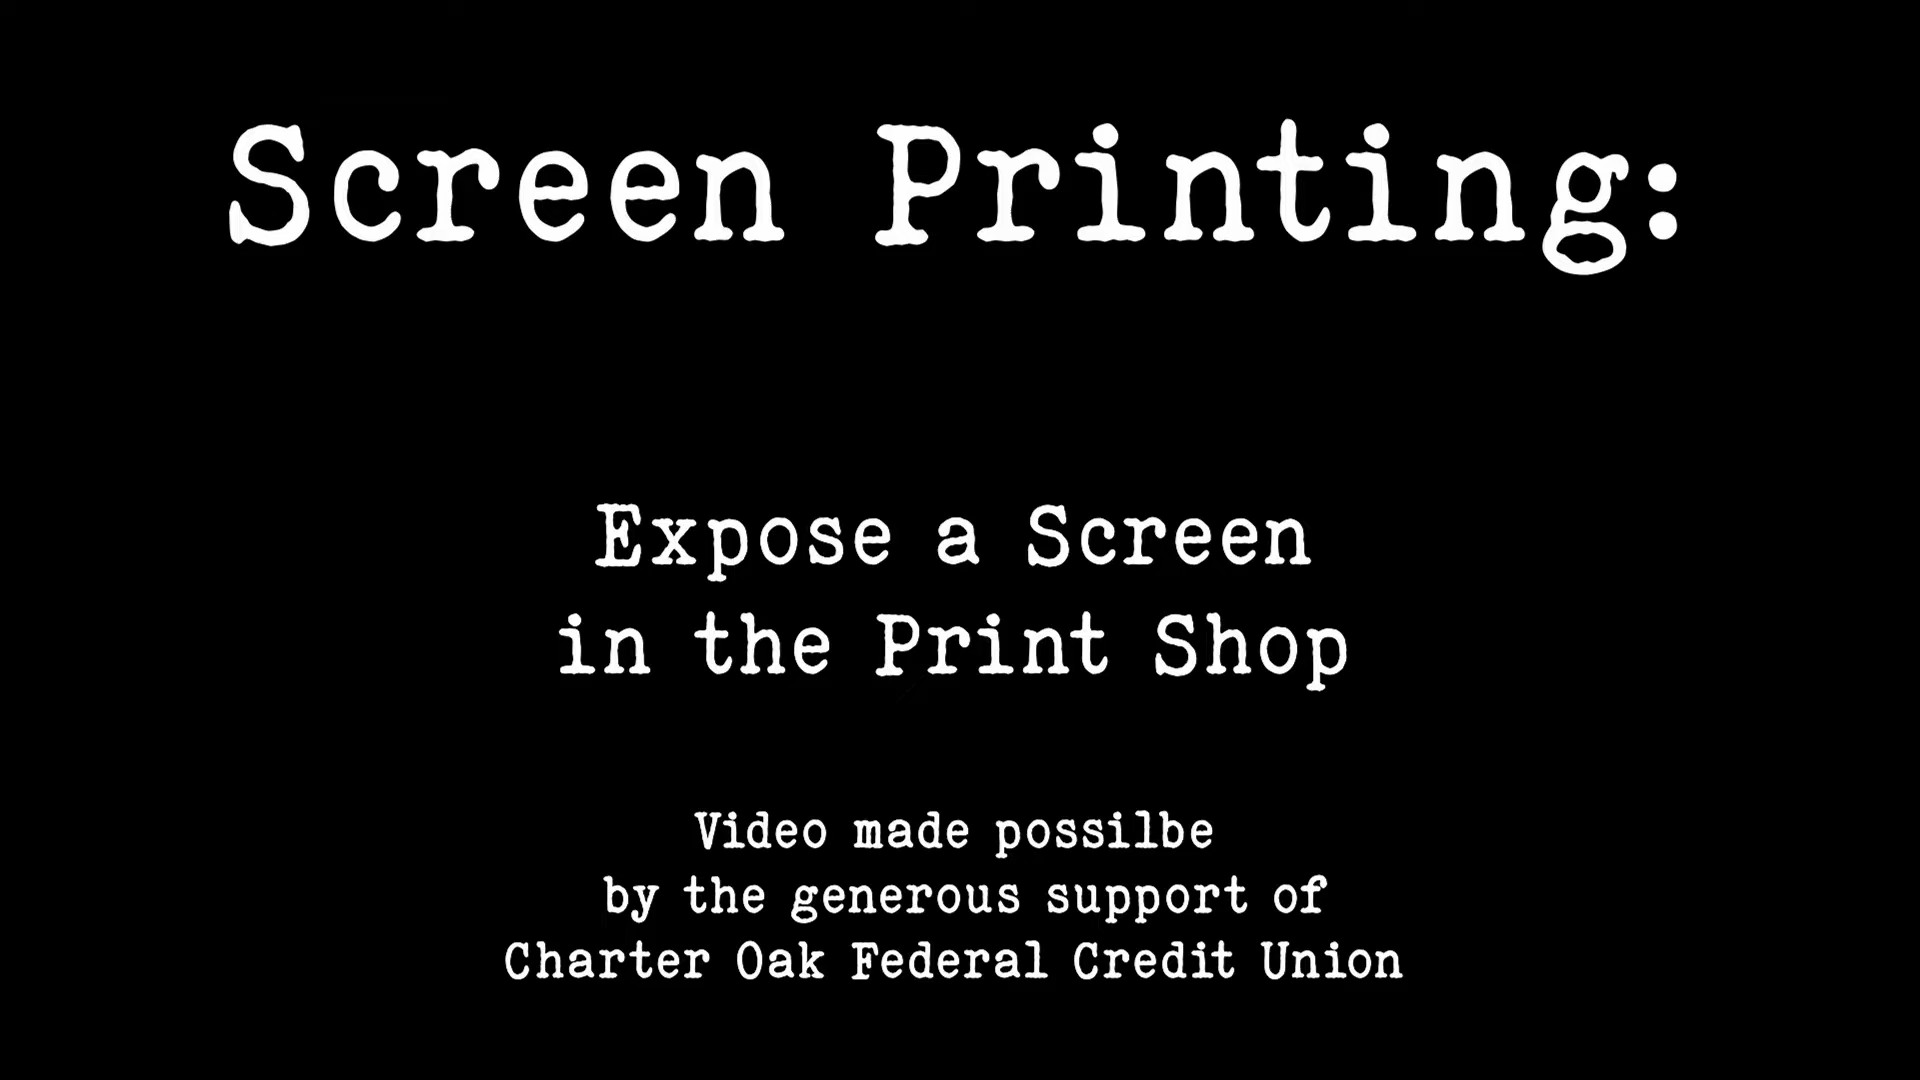 Screen Printing:
Expose a Screen
in the Print Shop
Video made possilbe
by the generous support of
Charter Oak Federal Credit Union